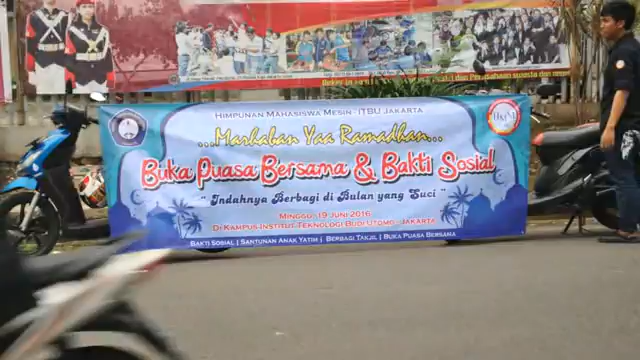 HIMPUNAN MAHASISWA MESIN - ITBU JAKARTA
...Marhaban Yaa Ramadhan...
Buka Puasa Bersama & Bakti Sosial
" Indahnya Berbagi di Bulan yang Suci "
MINGGU, 19 JUNI 2016
DI KAMPUS INSTITUT TEKNOLOGI BUDI UTOMO - JAKARTA
BAKTI SOSIAL | SANTUNAN ANAK YATIM | BERBAGI TAKJIL | BUKA PUASA BERSAMA